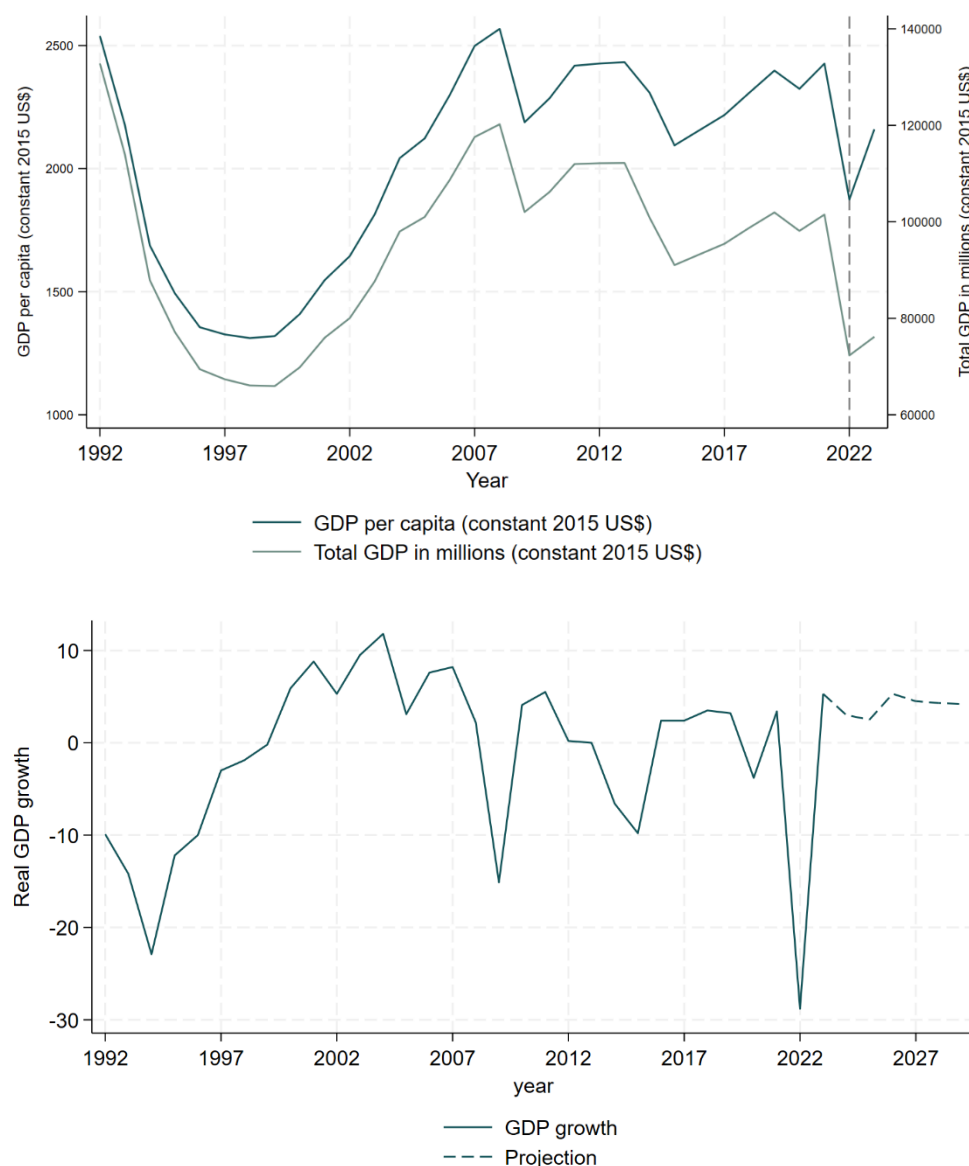 GDP per capita (constant 2015 US$)
2500
2000
1500
1000
140000
120000
100000
80000
60000
Total GDP in millions (constant 2015 US$)
1992 1997 2002 2007 2012 2017 2022
Year
GDP per capita (constant 2015 US$)
Total GDP in millions (constant 2015 US$)
Real GDP growth
10
0
-10
-20
-30
1992 1997 2002 2007 2012 2017 2022 2027
year
GDP growth
Projection